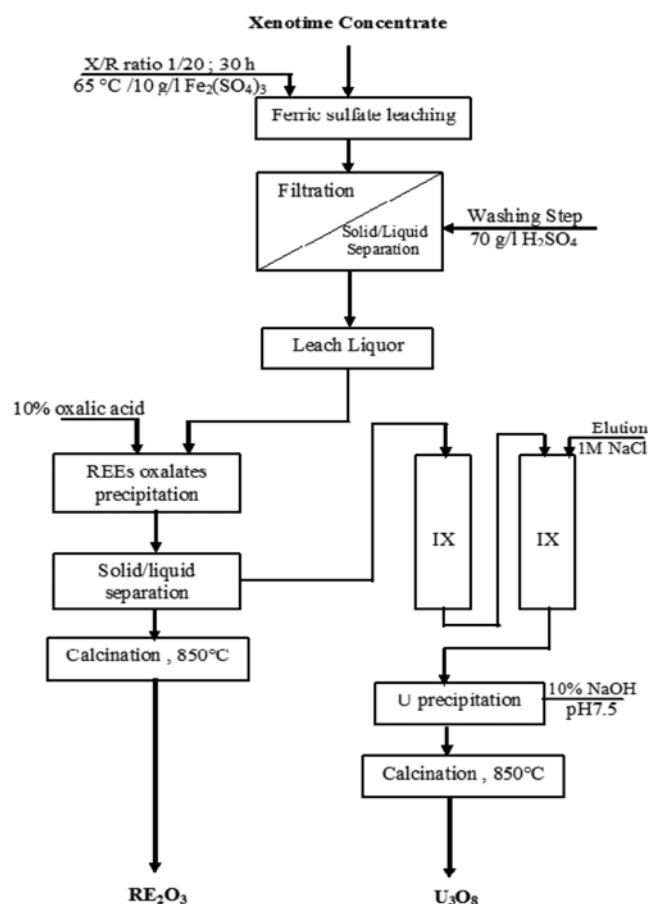 Xenotime Concentrate
X/R ratio 1/20 ; 30 h
65 °C /10 g/l Fe₂(SO₄)₃
Ferric sulfate leaching
Filtration
Solid/Liquid
Separation
Washing Step
70 g/l H₂SO₄
Leach Liquor
10% oxalic acid
REEs oxalates
precipitation
Solid/liquid
separation
Calcination , 850°C
RE₂O₃
Elution
1M NaCl
IX
IX
U precipitation
10% NaOH
pH7.5
Calcination , 850°C
U₃O₈